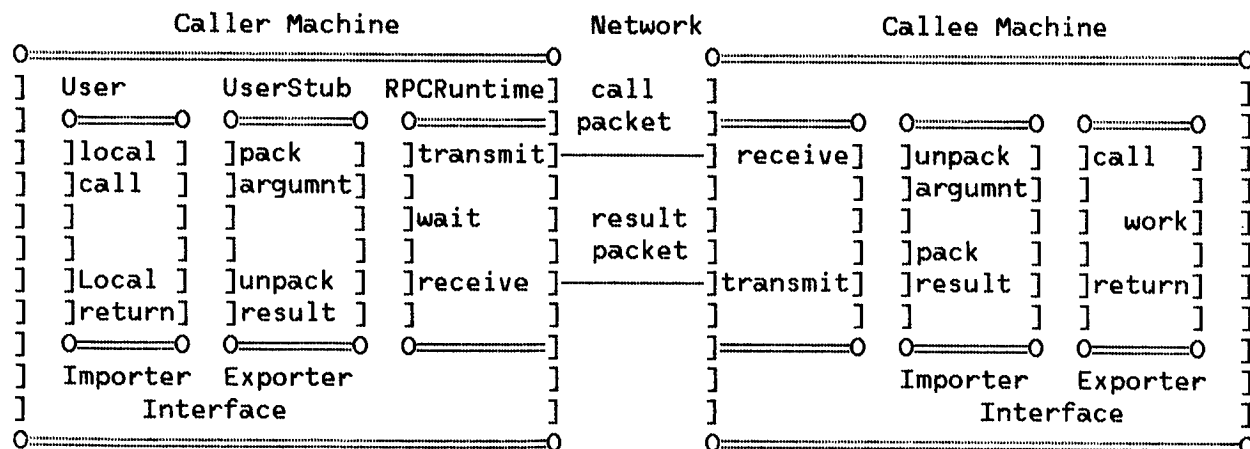 Caller Machine Network Callee Machine
User UserStub RPCRuntime call
packet
local pack transmit receive unpack call
call argumnt argumnt
wait result work
packet pack
Local unpack receive transmit result return
return result
Importer Exporter Importer Exporter
Interface Interface